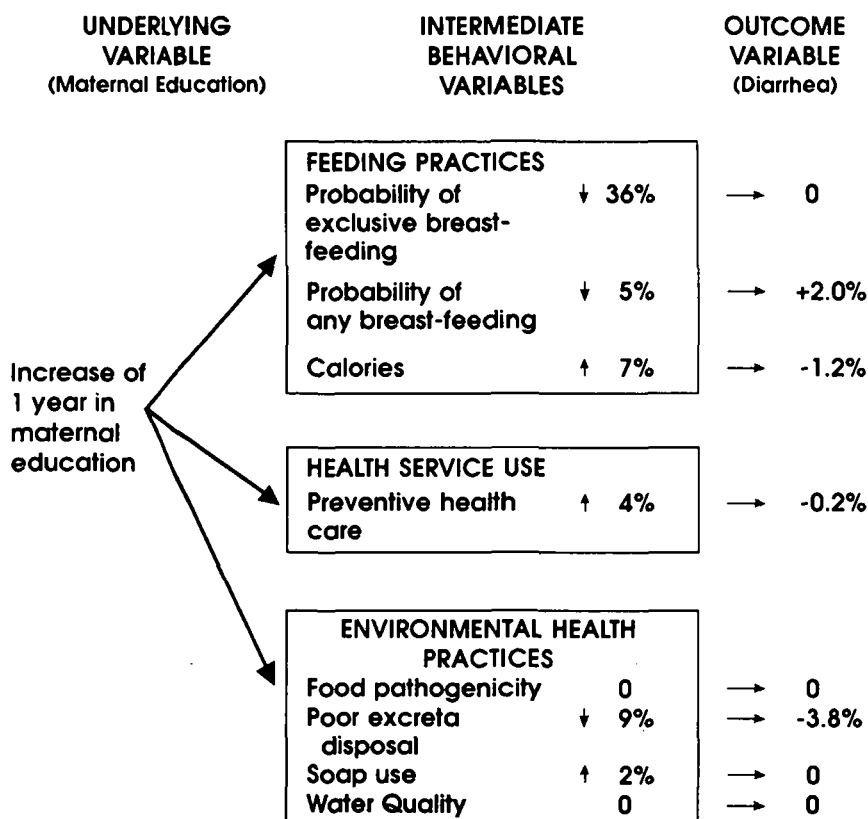 UNDERLYING VARIABLE (Maternal Education)
INTERMEDIATE BEHAVIORAL VARIABLES
OUTCOME VARIABLE (Diarrhea)
Increase of
1 year in
maternal
education
FEEDING PRACTICES
Probability of ↓ 36% → 0
exclusive breast-
feeding
Probability of ↓ 5% → +2.0%
any breast-feeding
Calories ↑ 7% → -1.2%
HEALTH SERVICE USE
Preventive health ↑ 4% → -0.2%
care
ENVIRONMENTAL HEALTH
PRACTICES
Food pathogenicity 0 → 0
Poor excreta ↓ 9% → -3.8%
disposal
Soap use ↑ 2% → 0
Water Quality 0 → 0